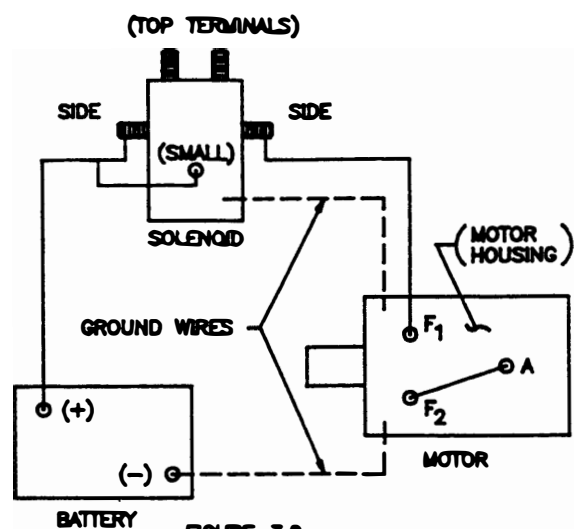 (TOP TERMINALS)
SIDE
SIDE
(SMALL)
SOLENOID
(MOTOR
HOUSING)
GROUND WIRES
F1
A
F2
(+)
(-)
MOTOR
BATTERY